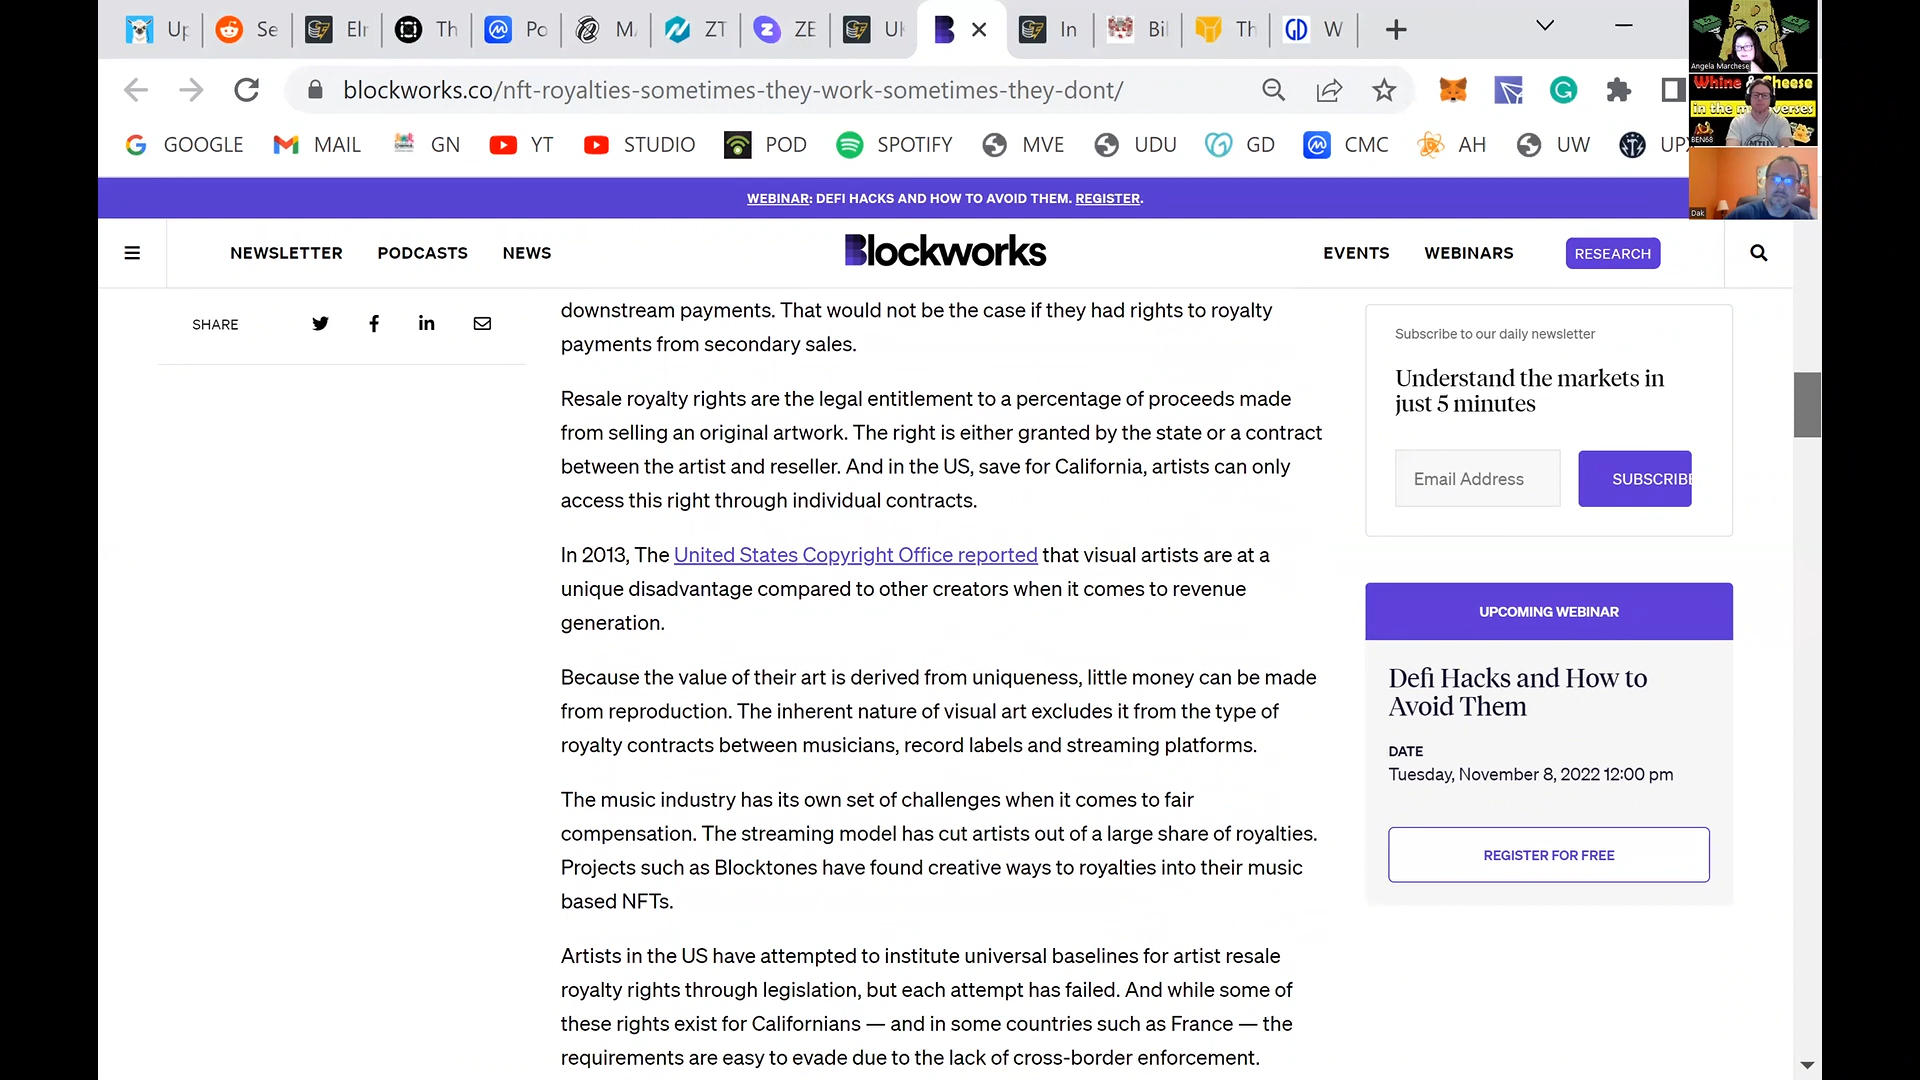 Up
Se
Elr
Th
Po
M
ZT
ZE
UK
In
Bil
Th
GD
W
blockworks.co/nft-royalties-sometimes-they-work-sometimes-they-dont/
GOOGLE
MAIL
GN
YT
STUDIO
POD
SPOTIFY
MVE
UDU
GD
CMC
AH
UW
UPX
Angela Marchese
Whine & Cheese
in the m verses
BEN68
MTU
Dak
WEBINAR: DEFI HACKS AND HOW TO AVOID THEM. REGISTER.
NEWSLETTER
PODCASTS
NEWS
Blockworks
EVENTS
WEBINARS
RESEARCH
SHARE
downstream payments. That would not be the case if they had rights to royalty
payments from secondary sales.
Resale royalty rights are the legal entitlement to a percentage of proceeds made
from selling an original artwork. The right is either granted by the state or a contract
between the artist and reseller. And in the US, save for California, artists can only
access this right through individual contracts.
In 2013, The United States Copyright Office reported that visual artists are at a
unique disadvantage compared to other creators when it comes to revenue
generation.
Because the value of their art is derived from uniqueness, little money can be made
from reproduction. The inherent nature of visual art excludes it from the type of
royalty contracts between musicians, record labels and streaming platforms.
The music industry has its own set of challenges when it comes to fair
compensation. The streaming model has cut artists out of a large share of royalties.
Projects such as Blocktones have found creative ways to royalties into their music
based NFTs.
Artists in the US have attempted to institute universal baselines for artist resale
royalty rights through legislation, but each attempt has failed. And while some of
these rights exist for Californians — and in some countries such as France — the
requirements are easy to evade due to the lack of cross-border enforcement.
Subscribe to our daily newsletter
Understand the markets in
just 5 minutes
Email Address
SUBSCRIBE
UPCOMING WEBINAR
Defi Hacks and How to
Avoid Them
DATE
Tuesday, November 8, 2022 12:00 pm
REGISTER FOR FREE